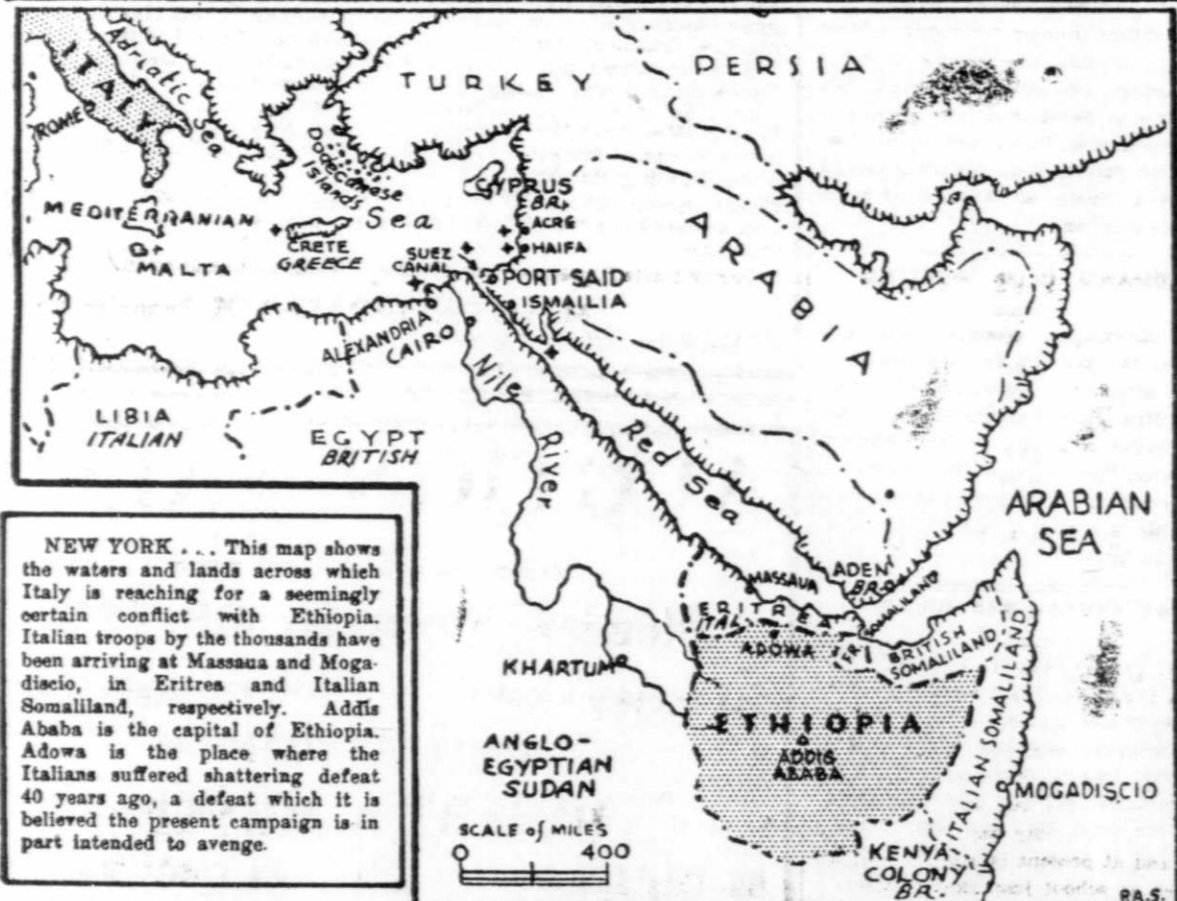 ITALY
Adriatic Sea
ROME
TURKEY
PERSIA
Dodecanase
Islands
CYPRUS
BR.
ACRE
HAIFA
MEDITERRANIAN
Sea
CRETE
GREECE
MALTA
SUEZ
CANAL
PORT SAID
ISMAILIA
ALEXANDRIA
CAIRO
ARABIA
Nile
River
Red Sea
LIBIA
ITALIAN
EGYPT
BRITISH
ARABIAN
SEA
NEW YORK ... This map shows
the waters and lands across which
Italy is reaching for a seemingly
certain conflict with Ethiopia.
Italian troops by the thousands have
been arriving at Massaua and Moga-
discio, in Eritrea and Italian
Somaliland, respectively. Addis
Ababa is the capital of Ethiopia.
Adowa is the place where the
Italians suffered shattering defeat
40 years ago, a defeat which it is
believed the present campaign is in
part intended to avenge.
MASSAUA
ADEN
BR.
ERITREA
ITAL.
ADOWA
FR.
SOMALILAND
BRITISH
SOMALILAND
KHARTUM
ETHIOPIA
ADDIS
ABABA
ITALIAN SOMALILAND
ANGLO-
EGYPTIAN
SUDAN
MOGADISCIO
SCALE of MILES
0 400
KENYA
COLONY
BR.
P.A.S.